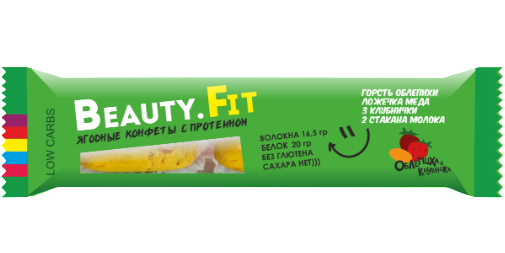 LOW CARBS
BEAUTY.FIT
ЯГОДНЫЕ КОНФЕТЫ С ПРОТЕИНОМ
ВОЛОКНА 16,5 гр
БЕЛОК 20 гр
БЕЗ ГЛЮТЕНА
САХАРА НЕТ)))
ГОРСТЬ ОБЛЕПИХИ
ЛОЖЕЧКА МЕДА
3 КЛУБНИЧКИ
2 СТАКАНА МОЛОКА
ОБЛЕПИХА &
КЛУБНИЧКА